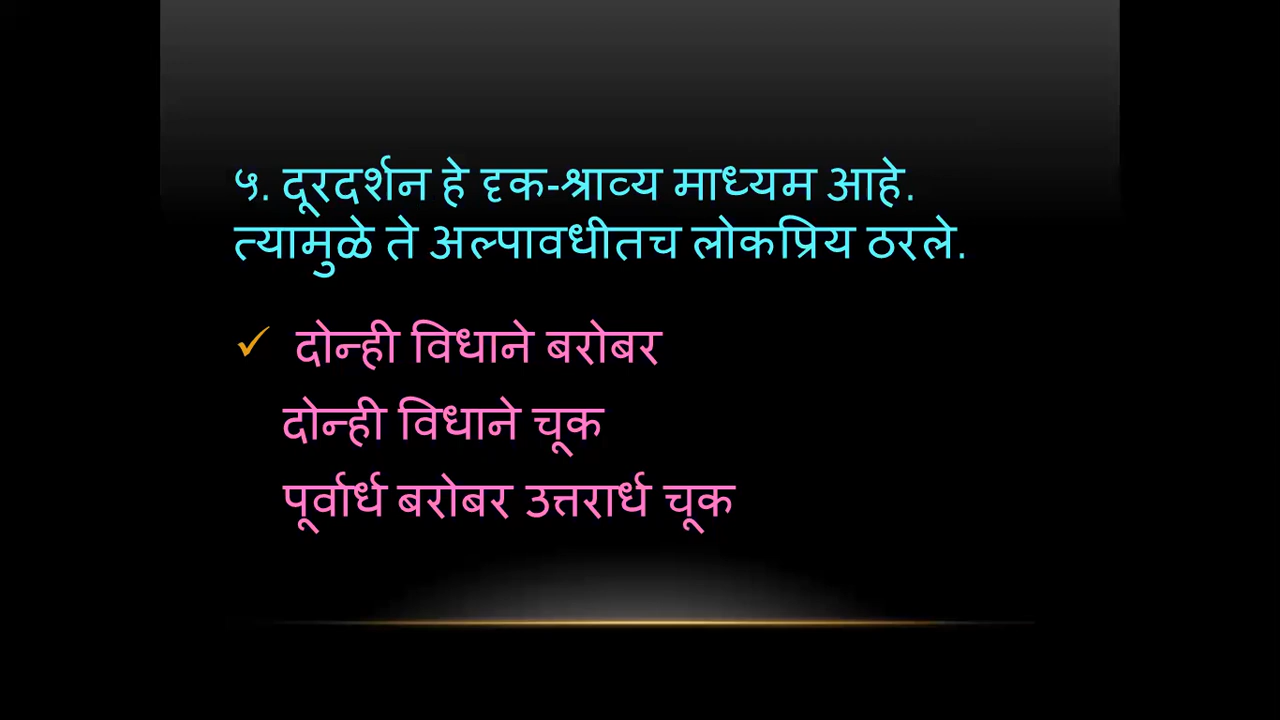 ५. दूरदर्शन हे दृक-श्राव्य माध्यम आहे.
त्यामुळे ते अल्पावधीतच लोकप्रिय ठरले.
✓ दोन्ही विधाने बरोबर
दोन्ही विधाने चूक
पूर्वार्ध बरोबर उत्तरार्ध चूक